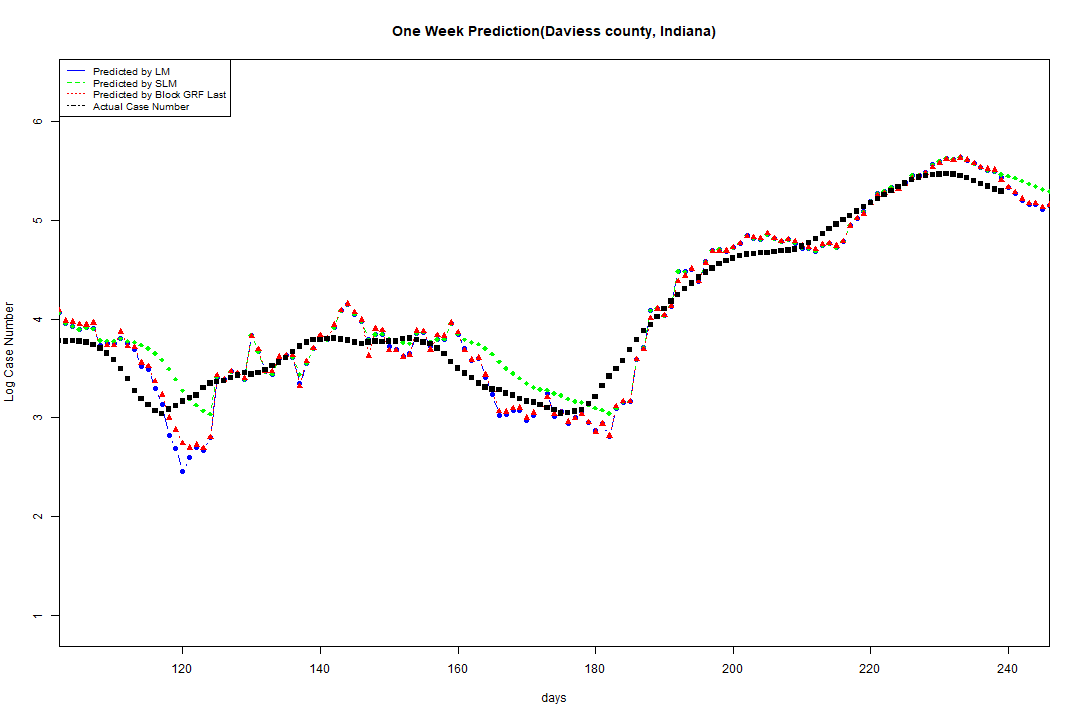 One Week Prediction(Daviess county, Indiana)
Predicted by LM
Predicted by SLM
Predicted by Block GRF Last
Actual Case Number
Log Case Number
6
5
4
3
2
1
120 140 160 180 200 220 240
days